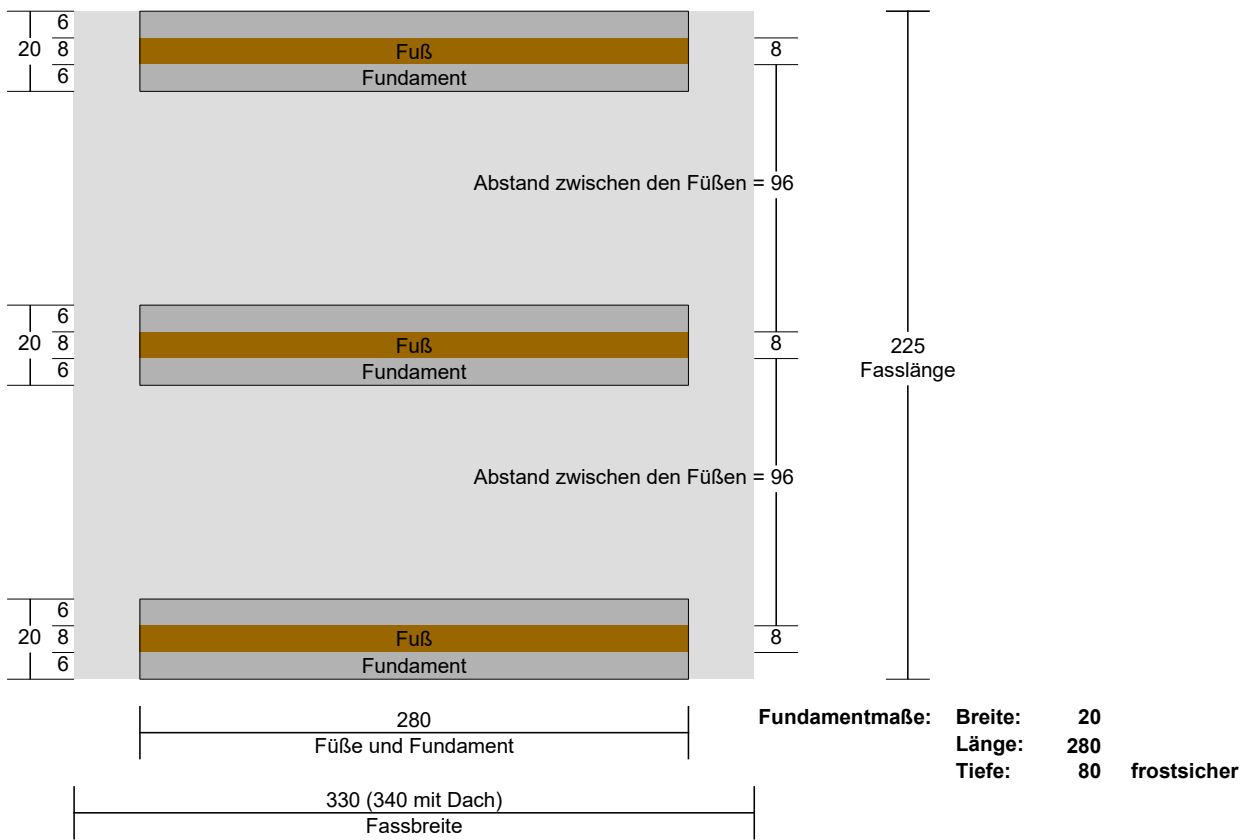 6
20 8 Fuß 8
6 Fundament
Abstand zwischen den Füßen = 96
6
20 8 Fuß 8
6 Fundament
225
Fasslänge
Abstand zwischen den Füßen = 96
6
20 8 Fuß 8
6 Fundament
280
Füße und Fundament
330 (340 mit Dach)
Fassbreite
Fundamentmaße: Breite: 20
Länge: 280
Tiefe: 80 frostsicher